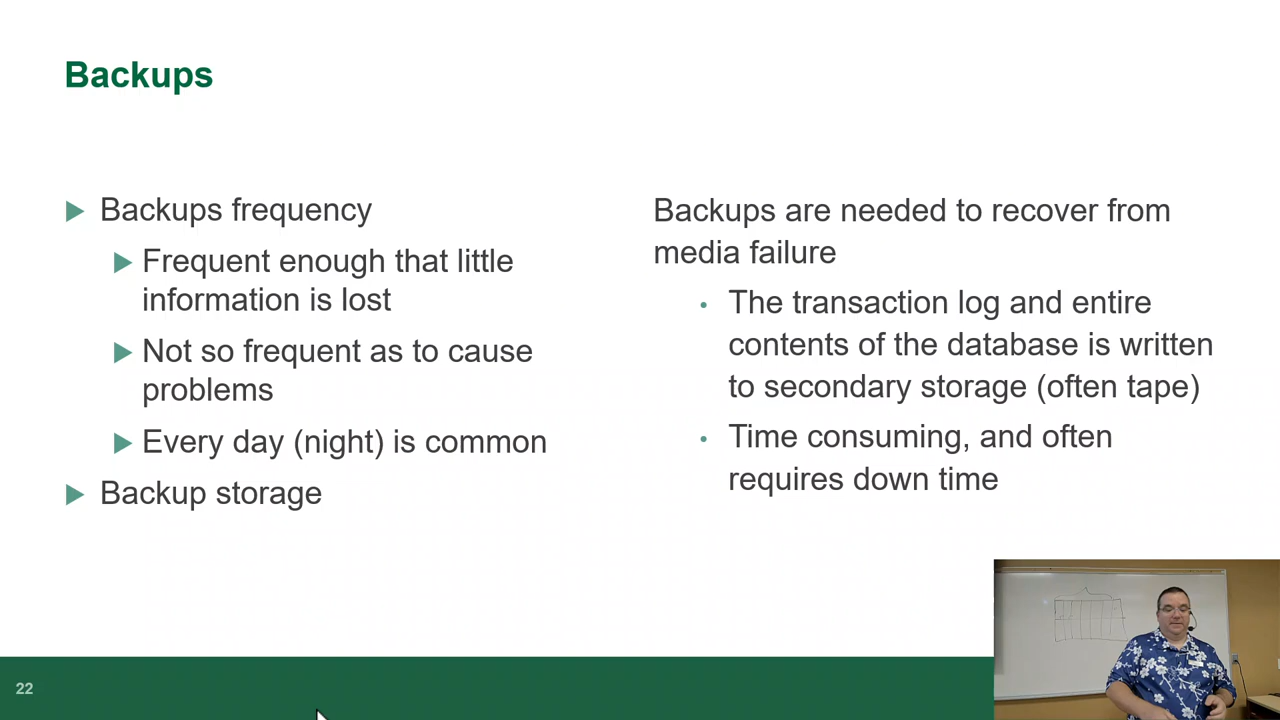 Backups
Backups frequency
Frequent enough that little
information is lost
Not so frequent as to cause
problems
Every day (night) is common
Backup storage
Backups are needed to recover from
media failure
The transaction log and entire
contents of the database is written
to secondary storage (often tape)
Time consuming, and often
requires down time
22